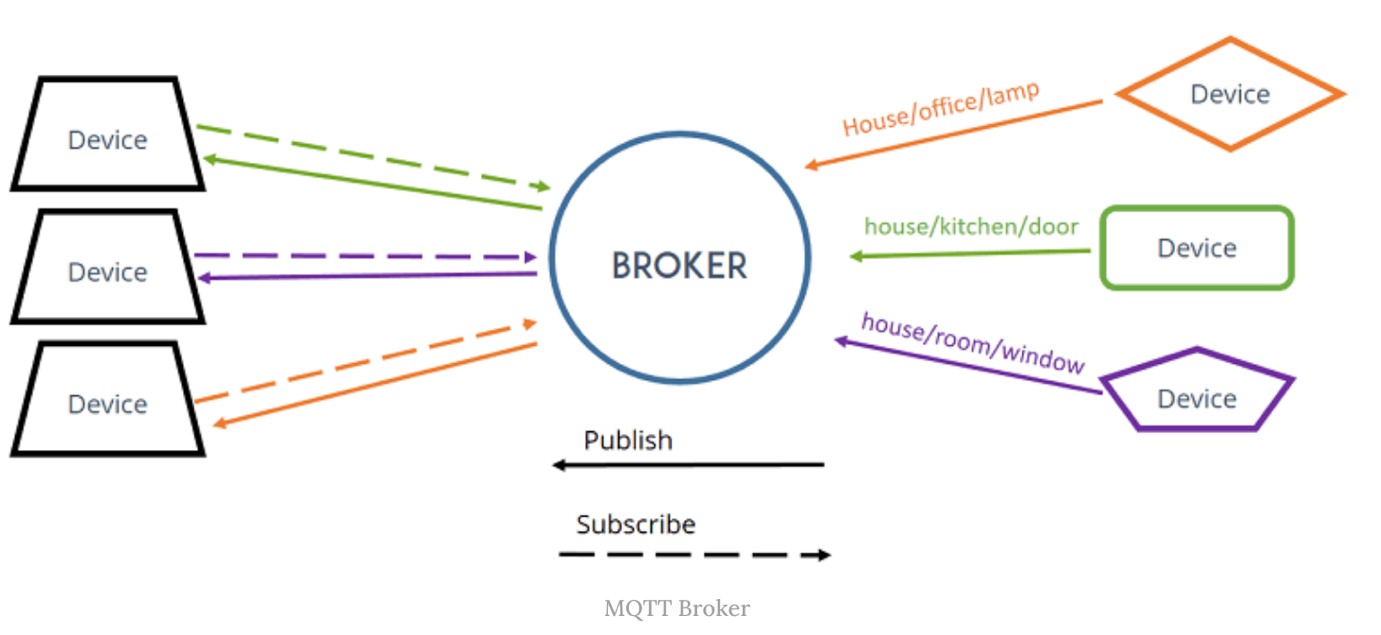 Device
Device
Device
BROKER
House/office/lamp
Device
house/kitchen/door
Device
house/room/window
Device
Publish
Subscribe
MQTT Broker